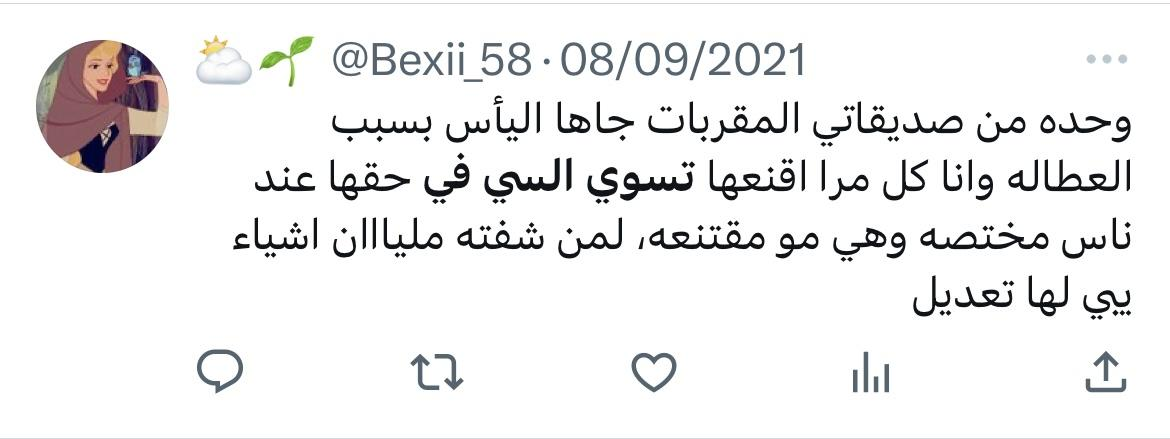 @Bexii_58 · 08/09/2021
وحده من صديقاتي المقربات جاها اليأس بسبب
العطاله وانا كل مرا اقنعها تسوي السي في حقها عند
ناس مختصه وهي مو مقتنعه، لمن شفته مليااان اشياء
يبي لها تعديل